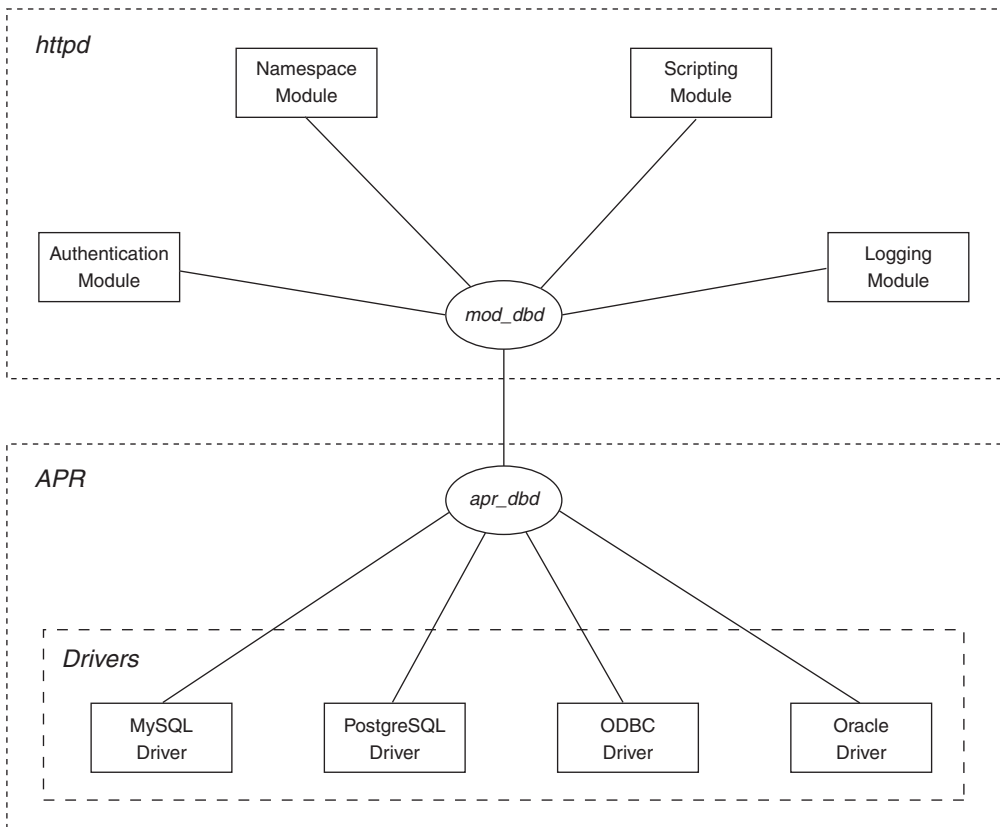 httpd
Namespace
Module
Scripting
Module
Authentication
Module
Logging
Module
mod_dbd
APR
apr_dbd
Drivers
MySQL
Driver
PostgreSQL
Driver
ODBC
Driver
Oracle
Driver